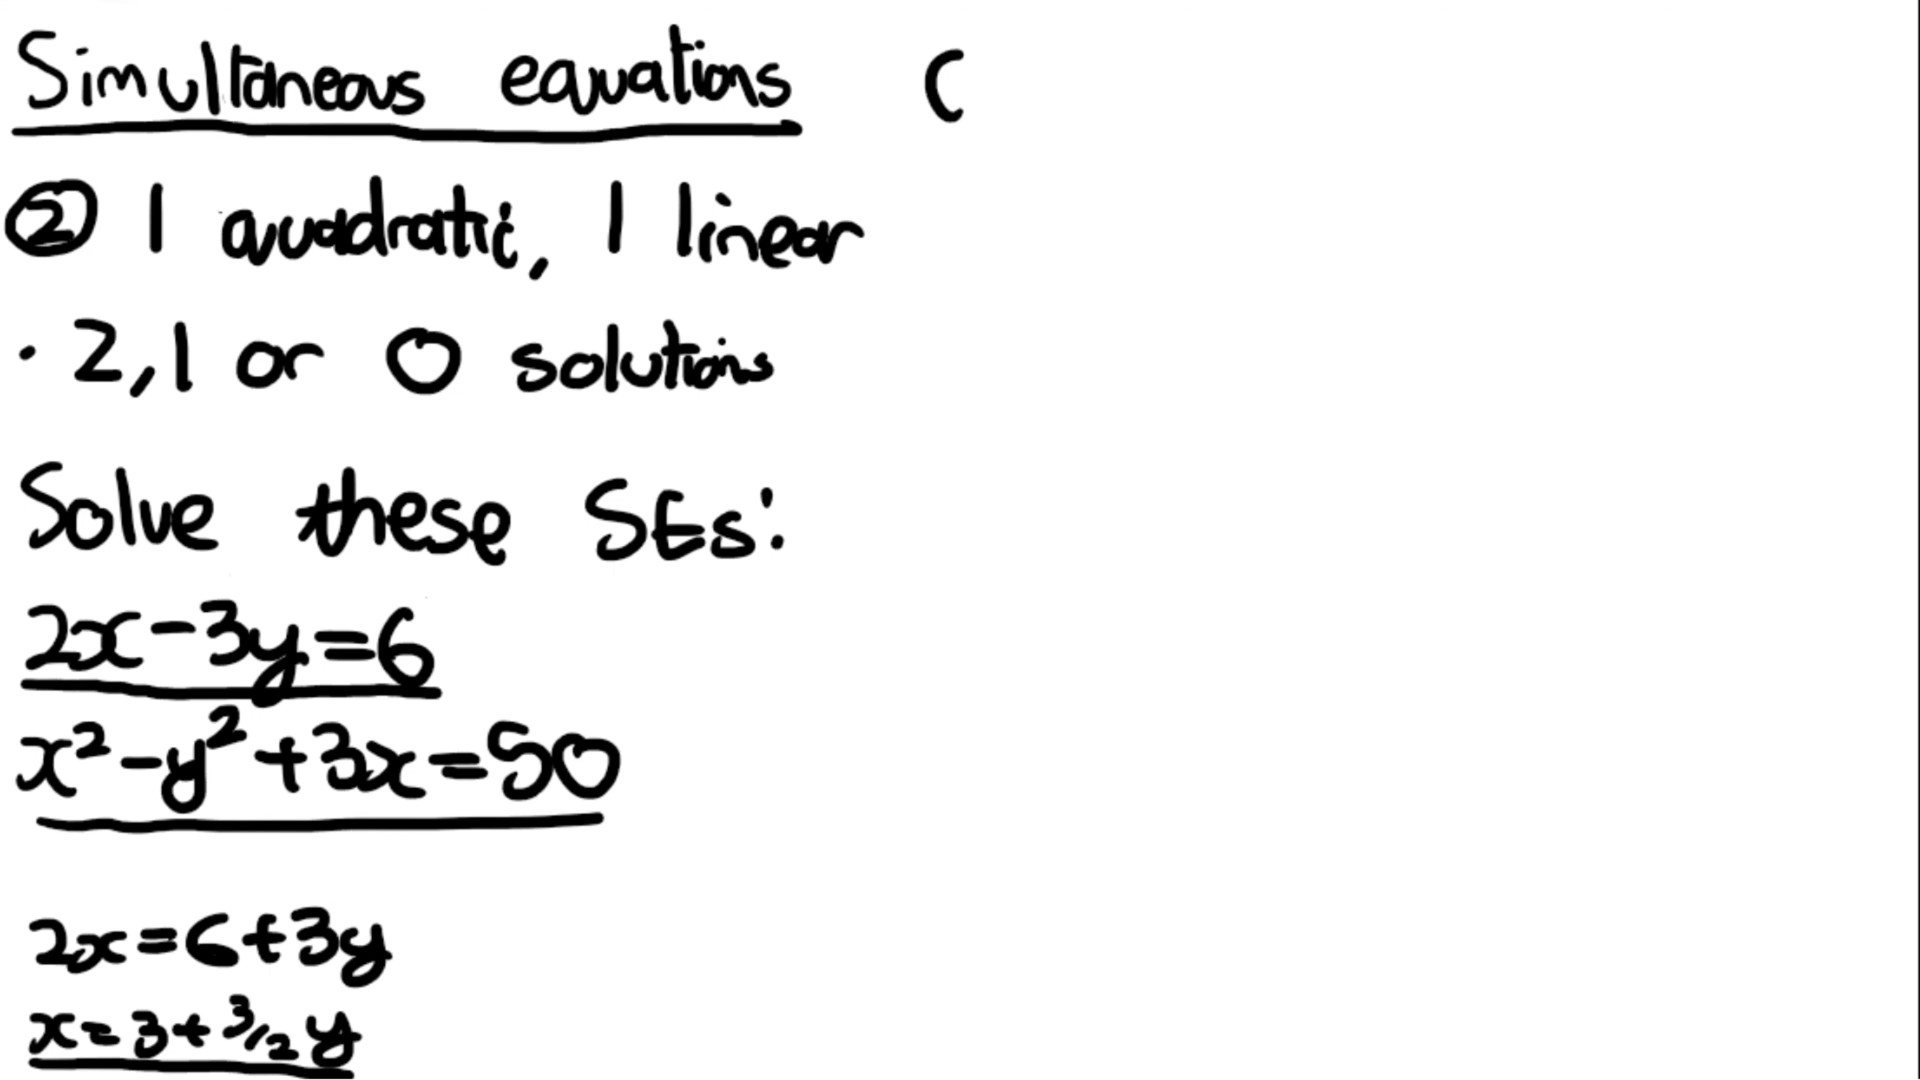 Simultaneous equations (
② 1 quadratic, 1 linear
· 2, 1 or 0 solutions
Solve these SEs:
2x-3y=6
x²-y²+3x=50
2x=6+3y
x=3+3/2y